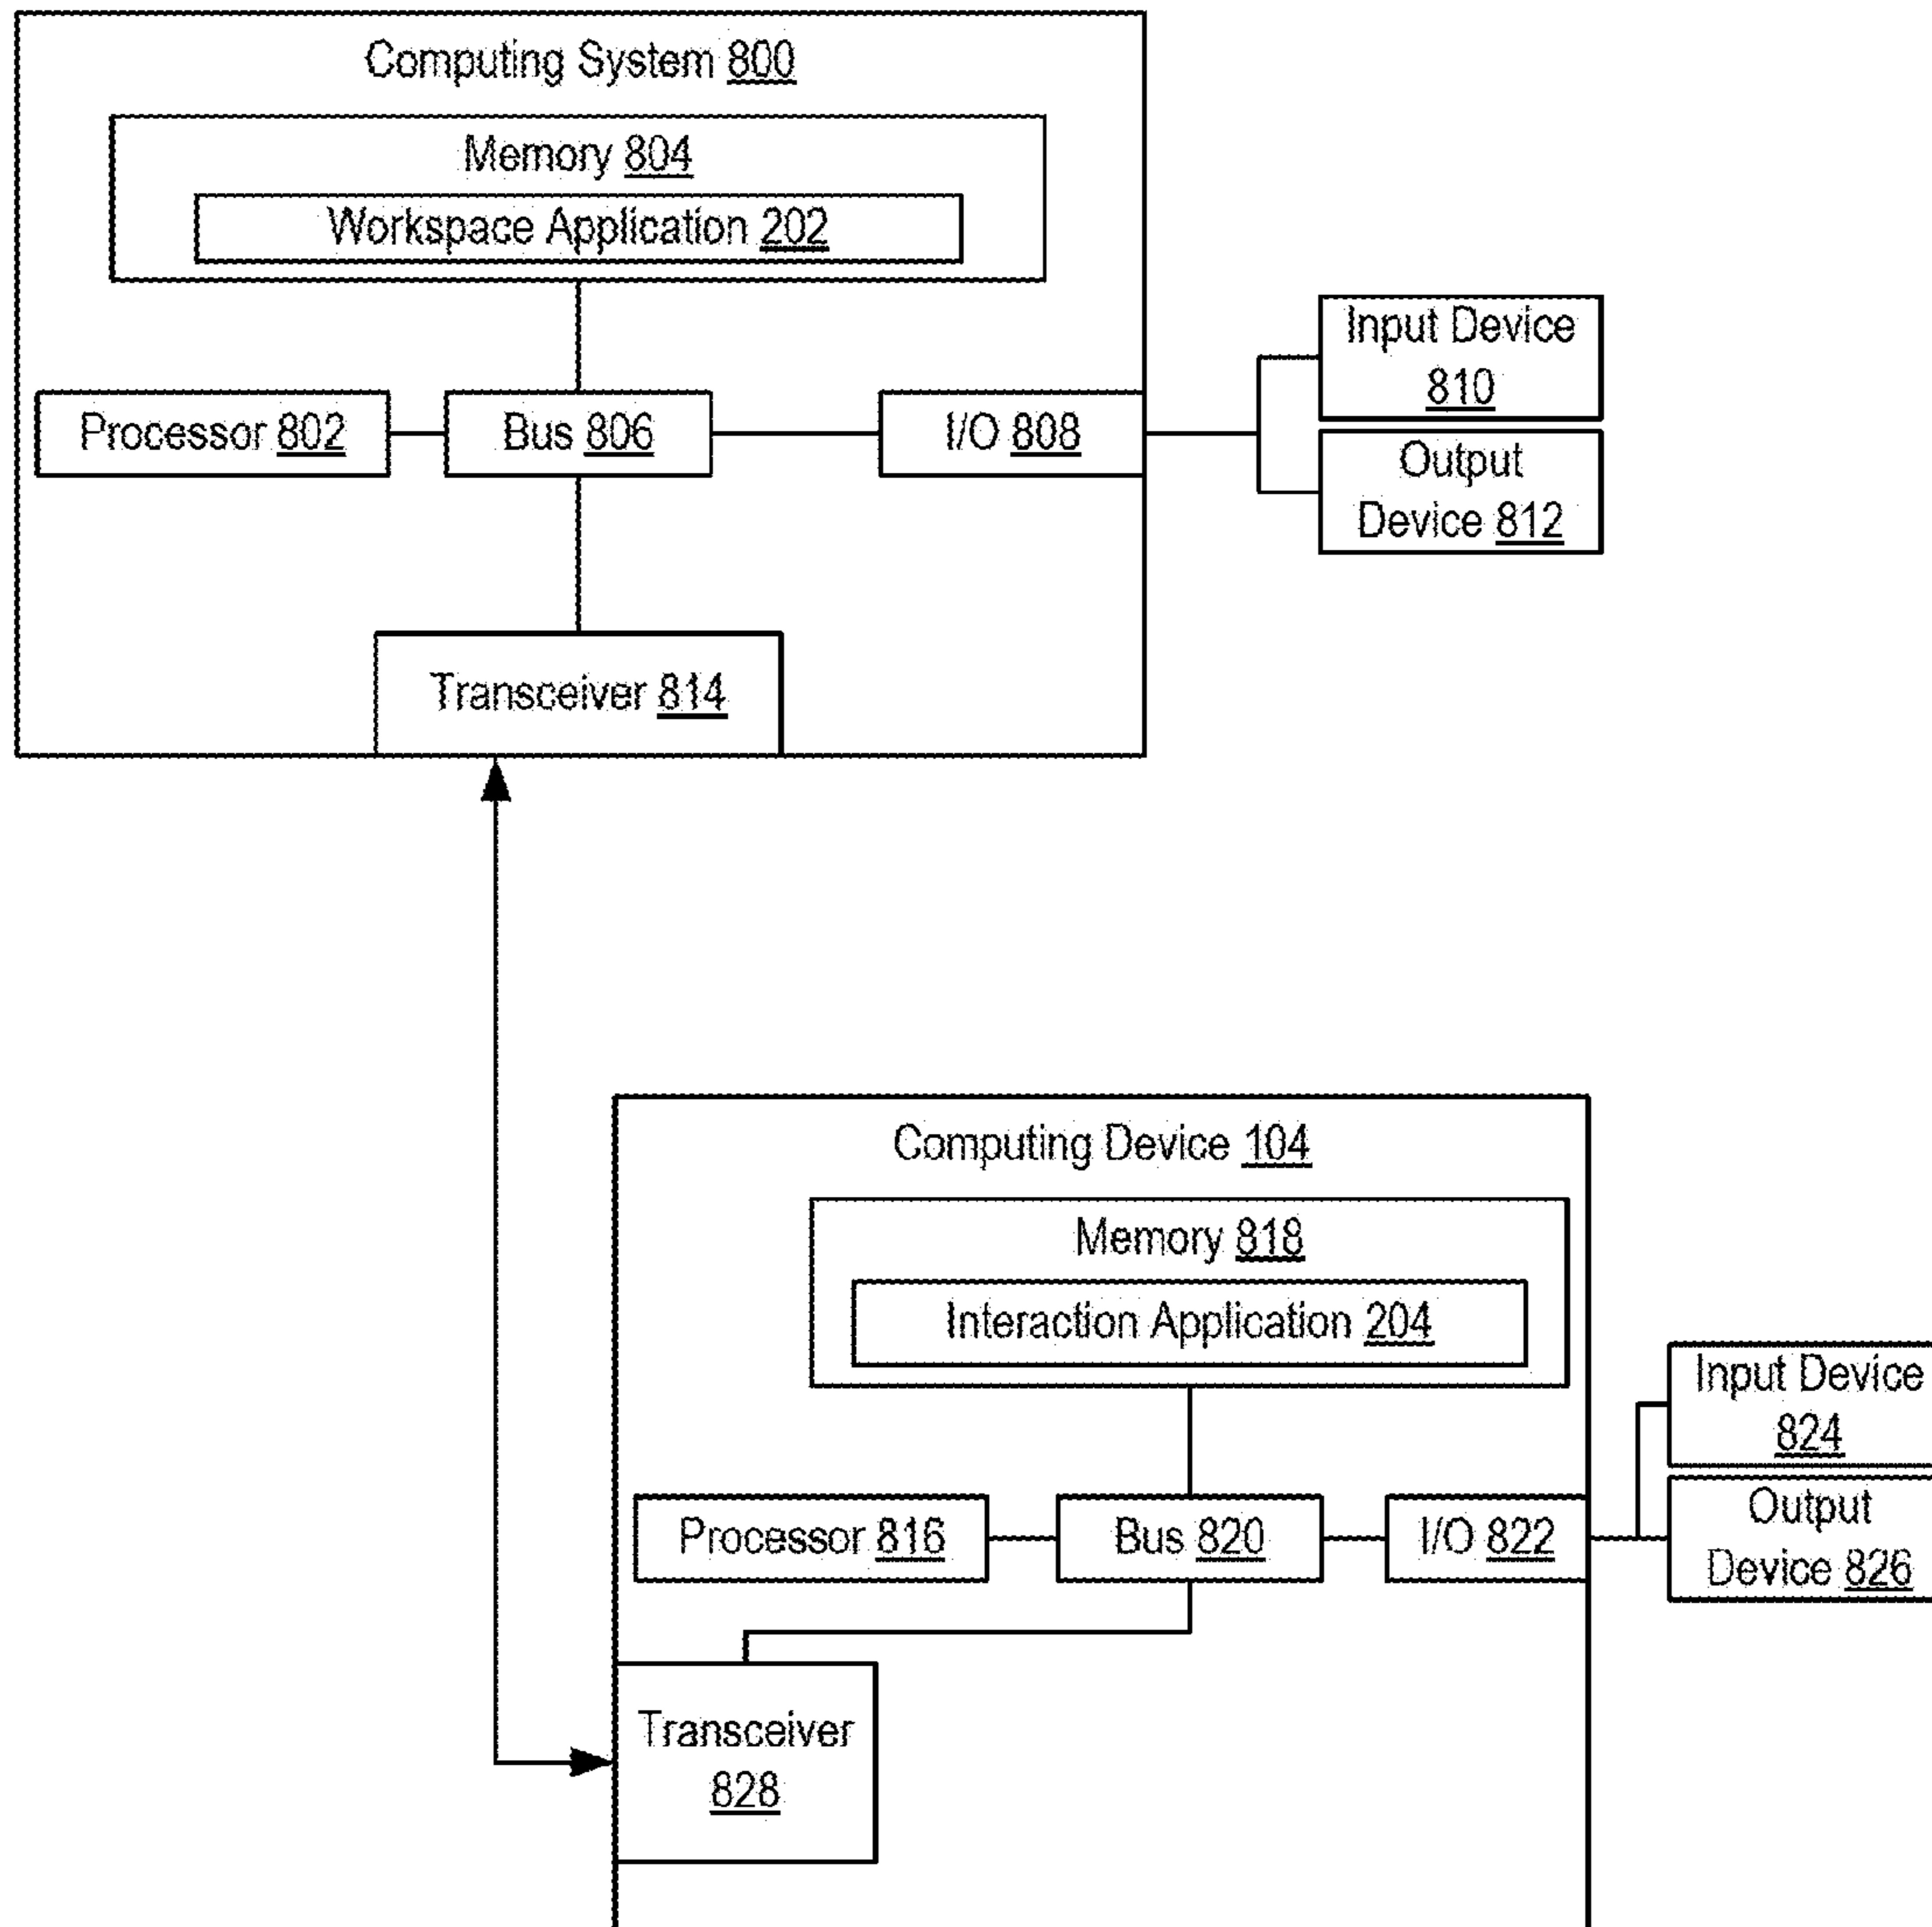 Computing System 800
Memory 804
Workspace Application 202
Input Device
810
Processor 802
Bus 806
I/O 808
Output
Device 812
Transceiver 814
Computing Device 104
Memory 818
Interaction Application 204
Input Device
824
Processor 816
Bus 820
I/O 822
Output
Device 826
Transceiver
828